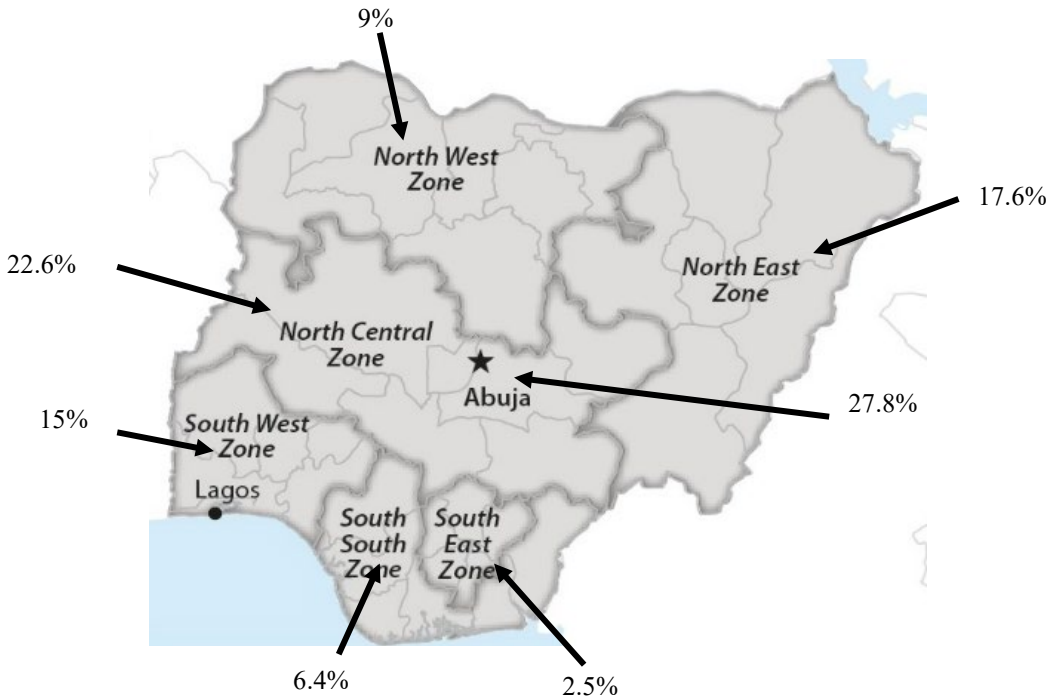 9%
North West
Zone
17.6%
North East
Zone
22.6%
North Central
Zone
Abuja
27.8%
15%
South West
Zone
Lagos
South
South
Zone
South
East
Zone
6.4%
2.5%